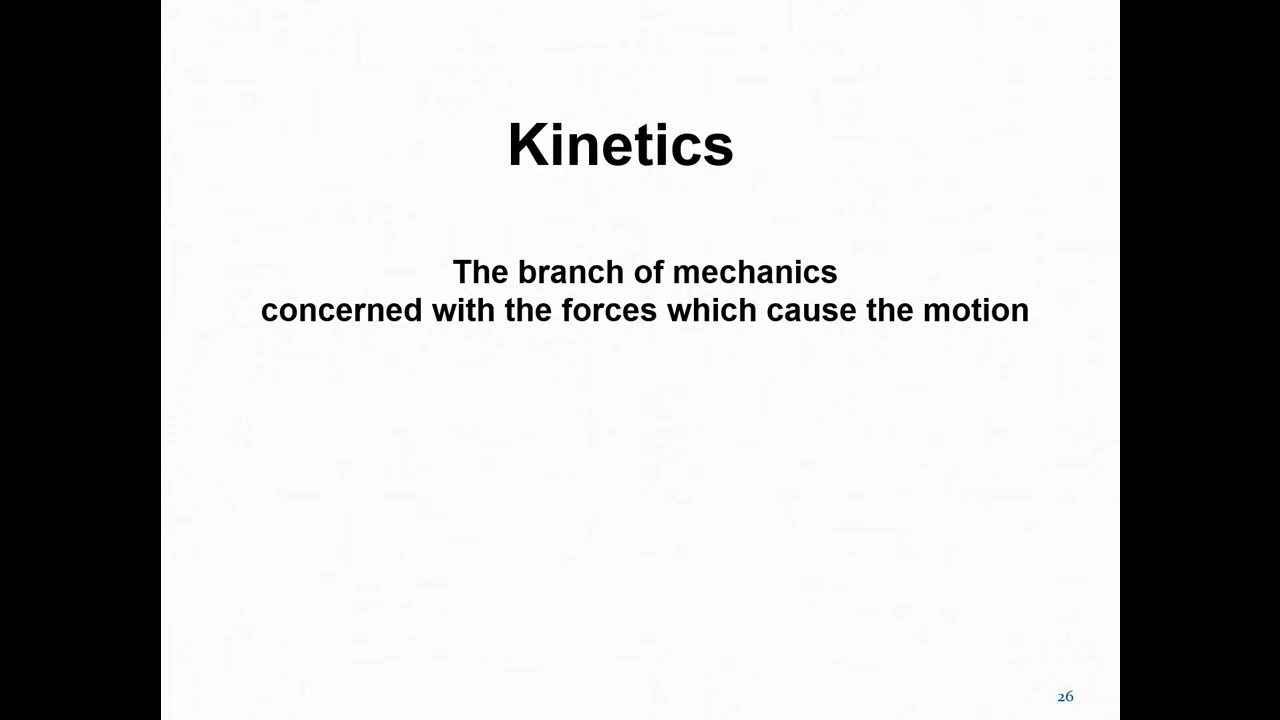 Kinetics
The branch of mechanics
concerned with the forces which cause the motion
26